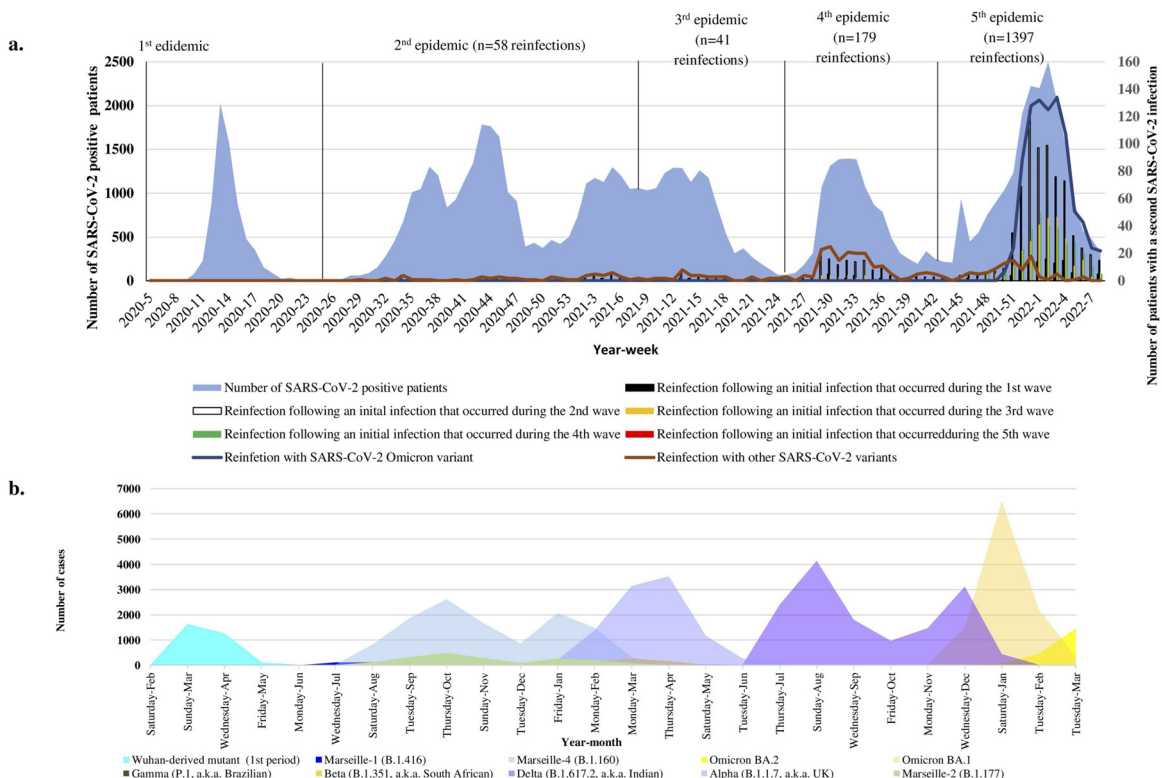 a.
1st edidemic
2nd epidemic (n=58 reinfections)
3rd epidemic
(n=41
reinfections)
4th epidemic
(n=179
reinfections)
5th epidemic
(n=1397
reinfections)
Number of SARS-CoV-2 positive patients
2500
2000
1500
1000
500
0
160
140
120
100
80
60
40
20
0
Number of patients with a second SARS-CoV-2 infection
2020-5
2020-8
2020-11
2020-14
2020-17
2020-20
2020-23
2020-26
2020-29
2020-32
2020-35
2020-38
2020-41
2020-44
2020-47
2020-50
2020-53
2021-3
2021-6
2021-9
2021-12
2021-15
2021-18
2021-21
2021-24
2021-27
2021-30
2021-33
2021-36
2021-39
2021-42
2021-45
2021-48
2021-51
2022-1
2022-4
2022-7
Year-week
Number of SARS-CoV-2 positive patients
Reinfection following an initial infection that occurred during the 1st wave
Reinfection following an inital infection that occurred during the 2nd wave
Reinfection following an initial infection that occurred during the 3rd wave
Reinfection following an initial infection that occurred during the 4th wave
Reinfection following an initial infection that occurredduring the 5th wave
Reinfetion with SARS-CoV-2 Omicron variant
Reinfection with other SARS-CoV-2 variants
b.
Number of cases
7000
6000
5000
4000
3000
2000
1000
0
Saturday-Feb
Sunday-Mar
Wednesday-Apr
Friday-May
Monday-Jun
Wednesday-Jul
Saturday-Aug
Tuesday-Sep
Thursday-Oct
Sunday-Nov
Tuesday-Dec
Friday-Jan
Monday-Feb
Monday-Mar
Thursday-Apr
Saturday-May
Tuesday-Jun
Thursday-Jul
Sunday-Aug
Wednesday-Sep
Friday-Oct
Monday-Nov
Wednesday-Dec
Saturday-Jan
Tuesday-Feb
Tuesday-Mar
Year-month
Wuhan-derived mutant (1st period)
Marseille-1 (B.1.416)
Marseille-4 (B.1.160)
Omicron BA.2
Omicron BA.1
Gamma (P.1, a.k.a. Brazilian)
Beta (B.1.351, a.k.a. South African)
Delta (B.1.617.2, a.k.a. Indian)
Alpha (B.1.1.7, a.k.a. UK)
Marseille-2 (B.1.177)